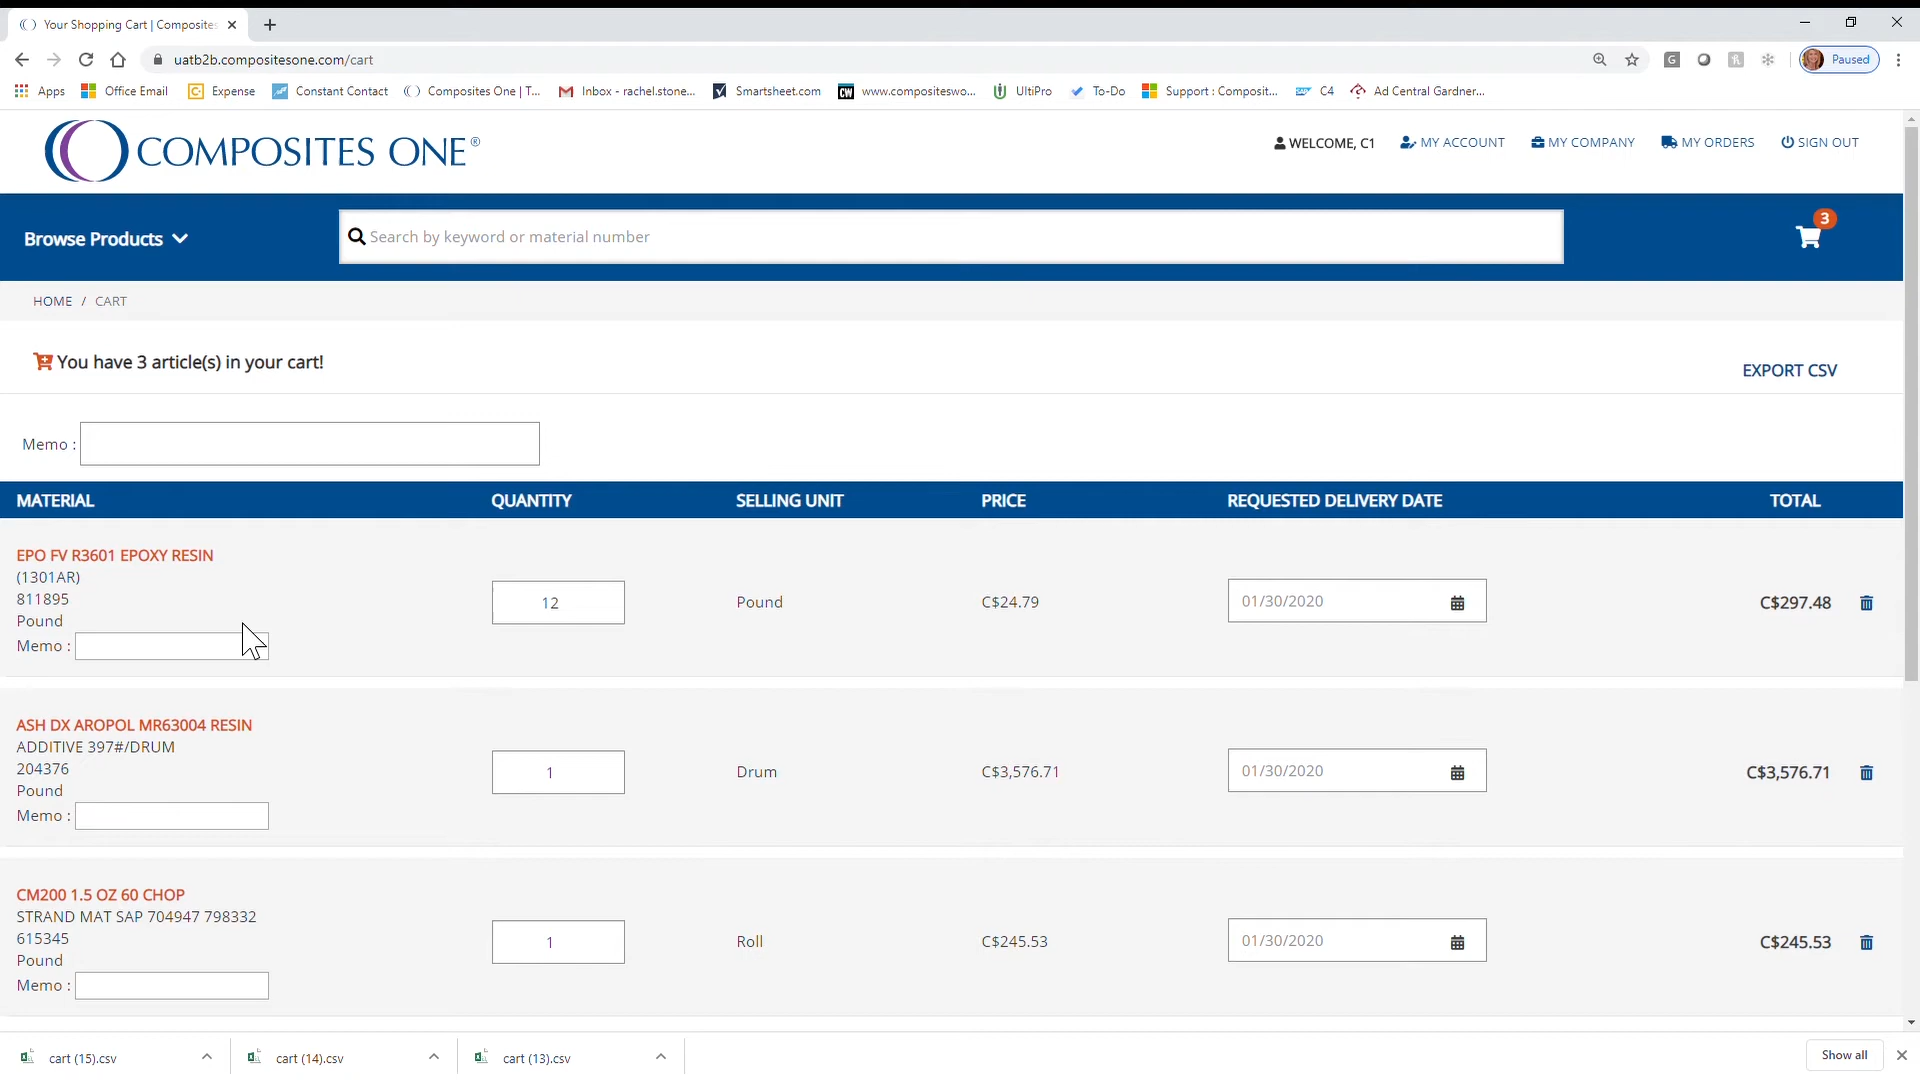 Your Shopping Cart | Composites
uatb2b.compositesone.com/cart
Paused
Apps
Office Email
Expense
Constant Contact
Composites One | T...
Inbox - rachel.stone...
Smartsheet.com
CW
www.compositeswo...
UltiPro
To-Do
Support : Composit...
C4
Ad Central Gardner...
COMPOSITES ONE®
WELCOME, C1
MY ACCOUNT
MY COMPANY
MY ORDERS
SIGN OUT
Browse Products
Search by keyword or material number
3
HOME / CART
You have 3 article(s) in your cart!
EXPORT CSV
Memo :
MATERIAL QUANTITY SELLING UNIT PRICE REQUESTED DELIVERY DATE TOTAL
EPO FV R3601 EPOXY RESIN
(1301AR)
811895
Pound
Memo :
12
Pound
C$24.79
01/30/2020
C$297.48
ASH DX AROPOL MR63004 RESIN
ADDITIVE 397#/DRUM
204376
Pound
Memo :
1
Drum
C$3,576.71
01/30/2020
C$3,576.71
CM200 1.5 OZ 60 CHOP
STRAND MAT SAP 704947 798332
615345
Pound
Memo :
1
Roll
C$245.53
01/30/2020
C$245.53
cart (15).csv
cart (14).csv
cart (13).csv
Show all